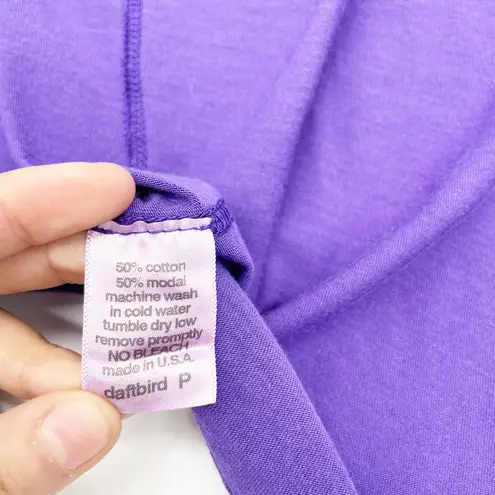 50% cotton
50% modal
machine wash
in cold water
tumble dry low
remove promptly
NO BLEACH
made in U.S.A.
daftbird P